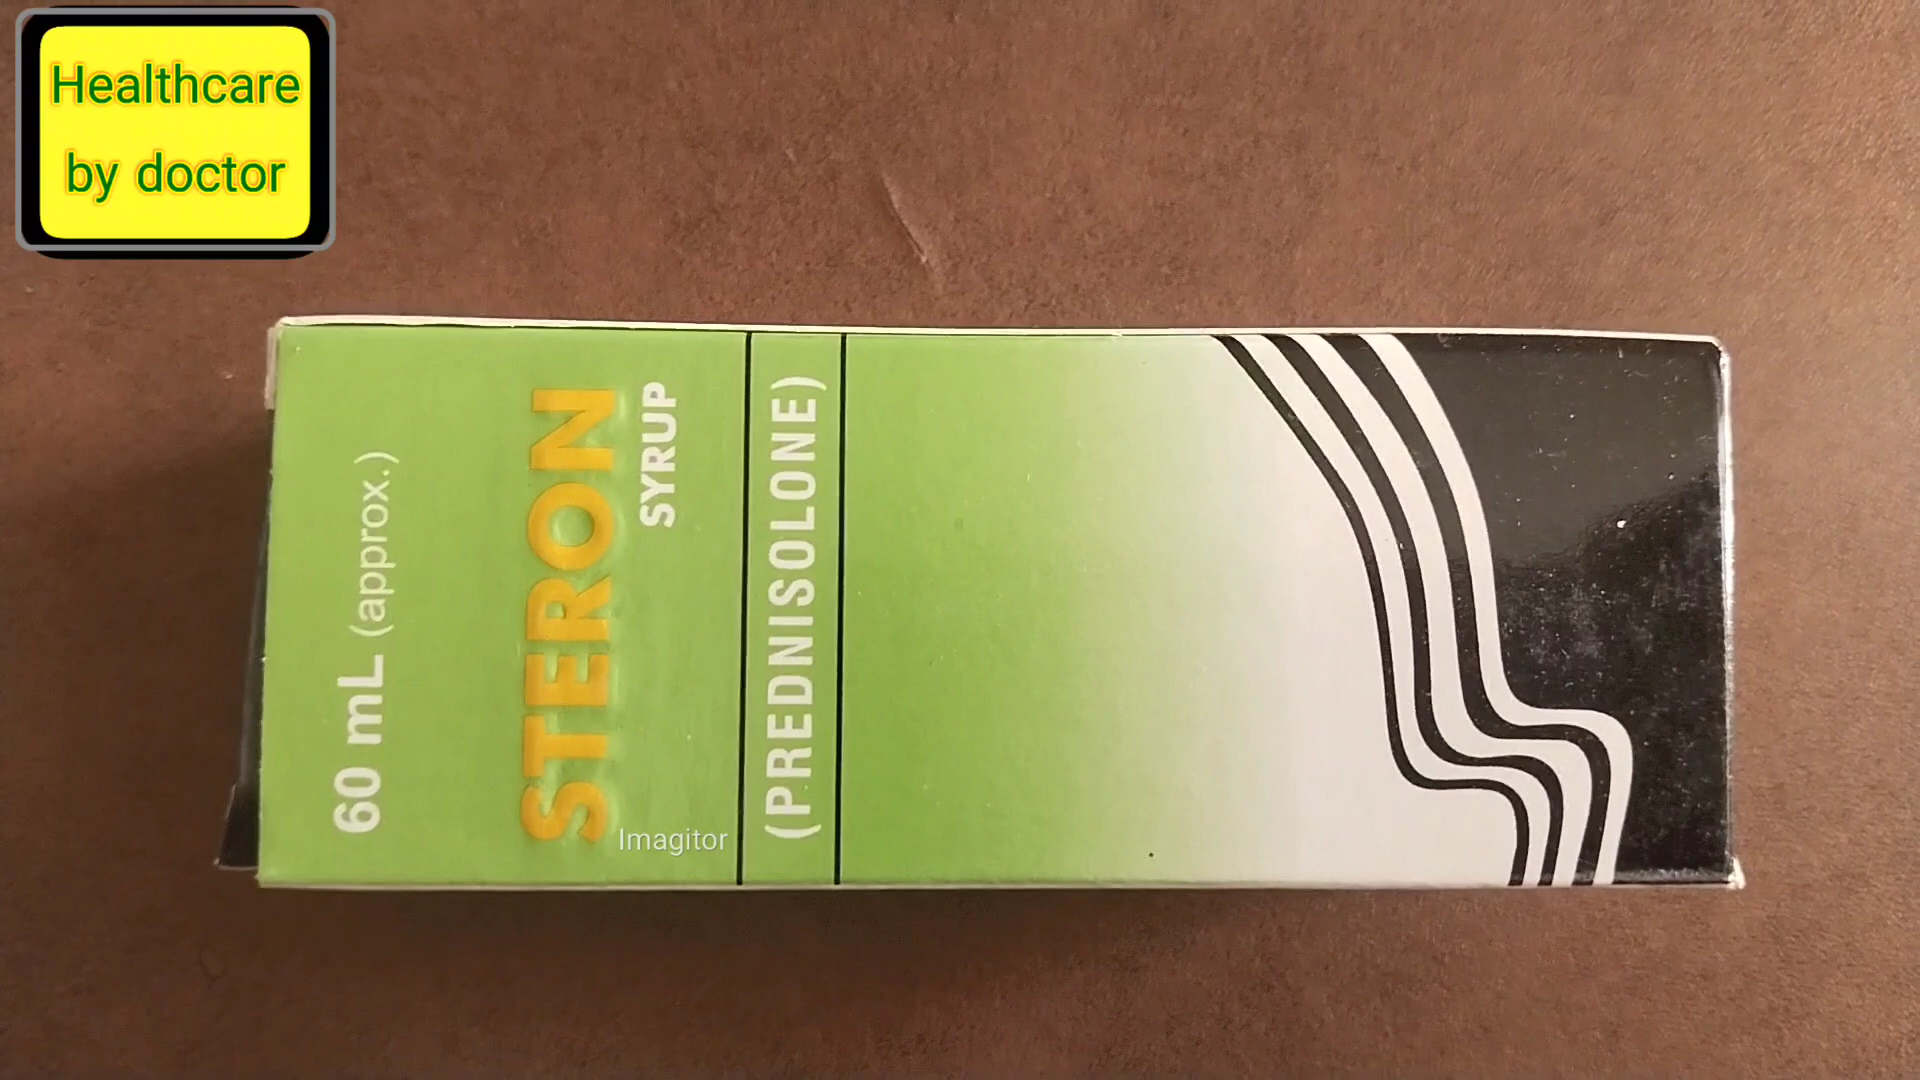 Healthcare
by doctor
60 mL (approx.)
STERON
SYRUP
Imagitor
(PREDNISOLONE)